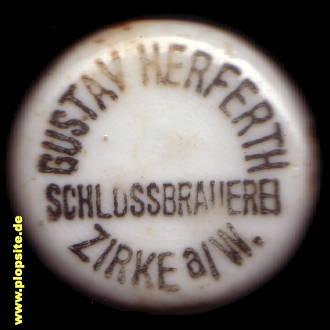 GUSTAV HERFERTH
SCHLOSSBRAUEREI
ZIRKE a/W.
www.plopsite.de